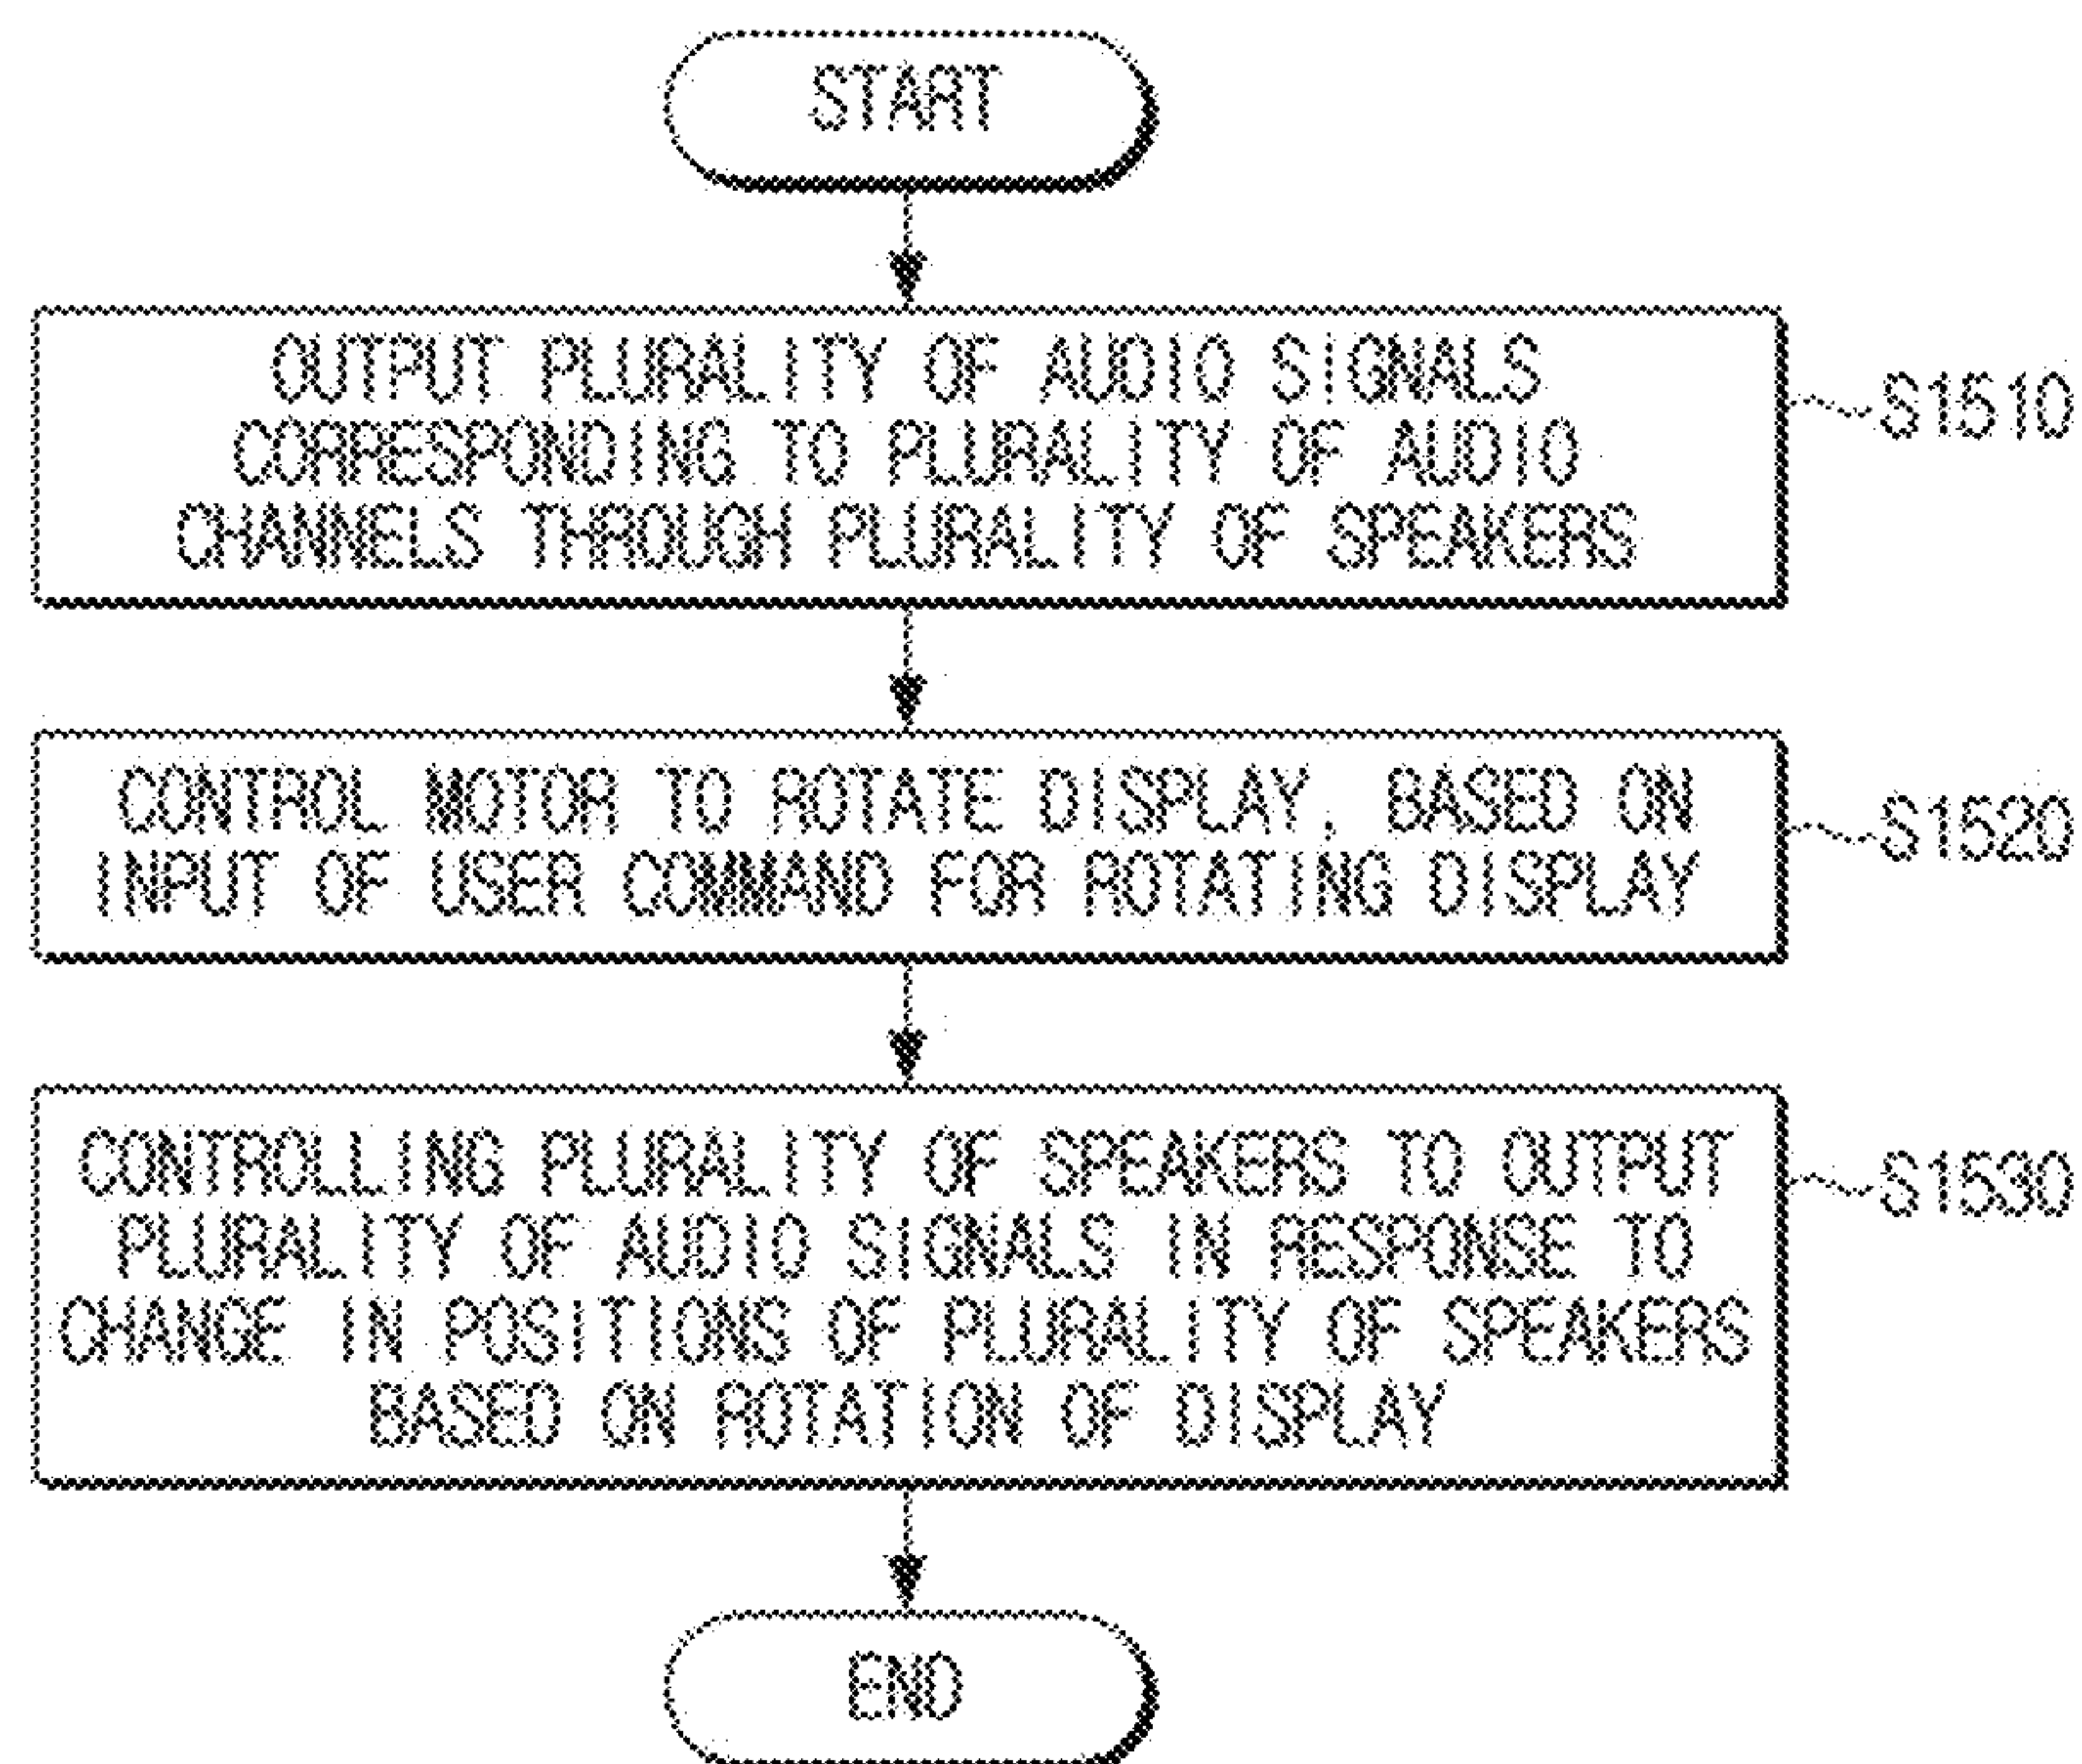 START
OUTPUT PLURALITY OF AUDIO SIGNALS
CORRESPONDING TO PLURALITY OF AUDIO
CHANNELS THROUGH PLURALITY OF SPEAKERS
S1510
CONTROL MOTOR TO ROTATE DISPLAY, BASED ON
INPUT OF USER COMMAND FOR ROTATING DISPLAY
S1520
CONTROLLING PLURALITY OF SPEAKERS TO OUTPUT
PLURALITY OF AUDIO SIGNALS IN RESPONSE TO
CHANGE IN POSITIONS OF PLURALITY OF SPEAKERS
BASED ON ROTATION OF DISPLAY
S1530
END